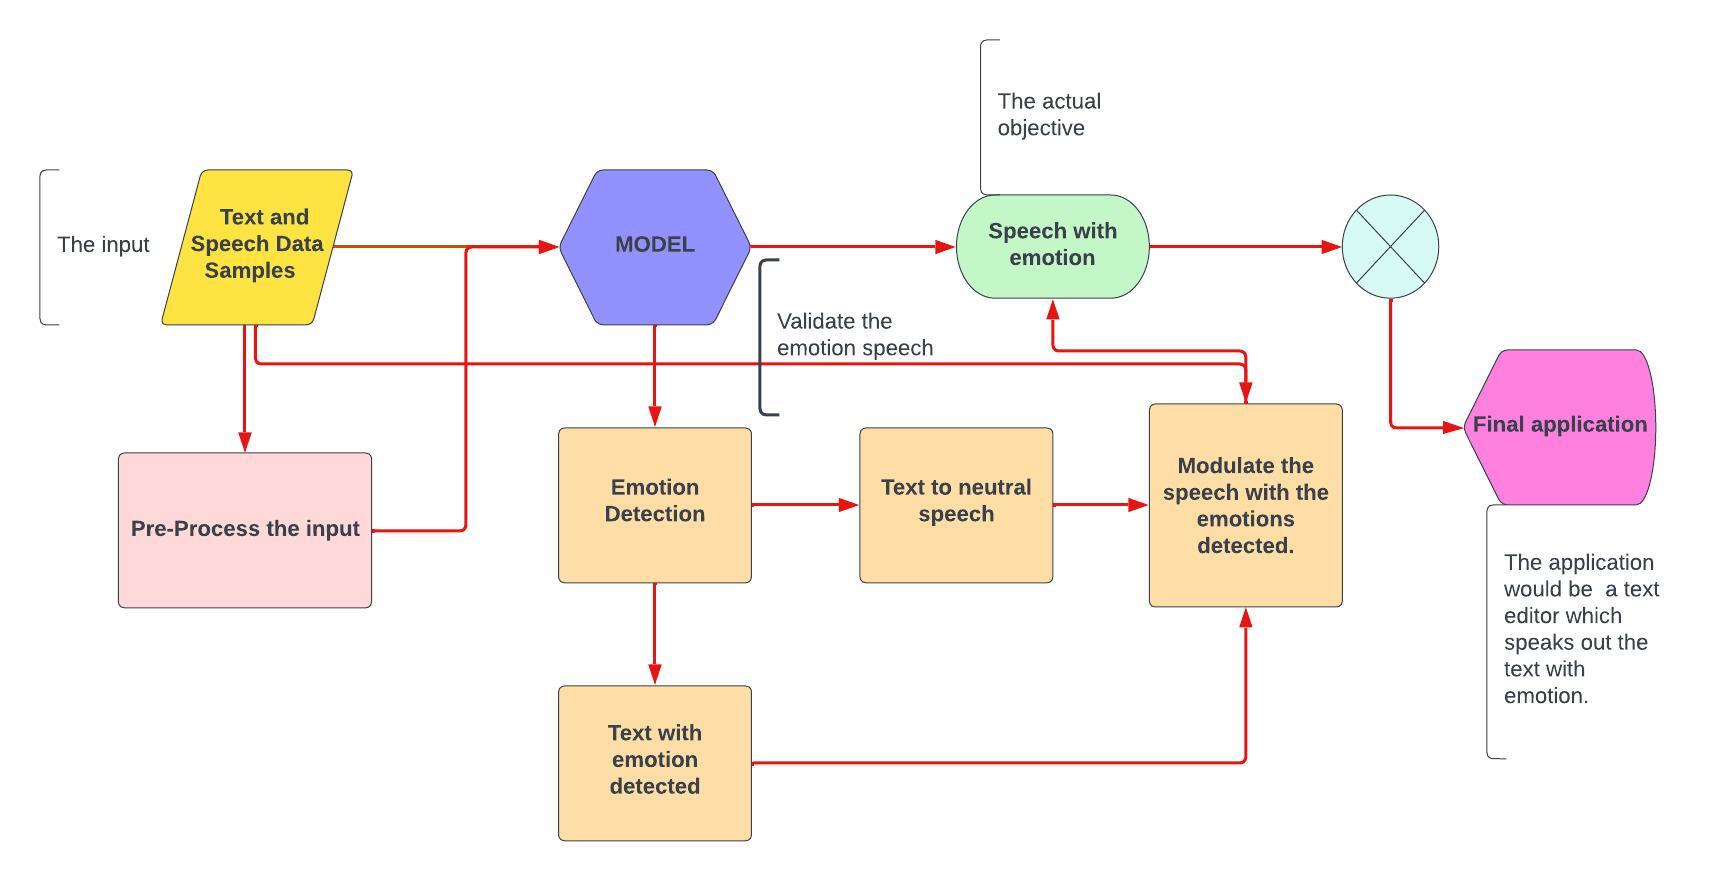 The actual
objective
The input
Text and
Speech Data
Samples
MODEL
Speech with
emotion
Validate the
emotion speech
Final application
Pre-Process the input
Emotion
Detection
Text to neutral
speech
Modulate the
speech with the
emotions
detected.
The application
would be  a text
editor which
speaks out the
text with
emotion.
Text with
emotion
detected